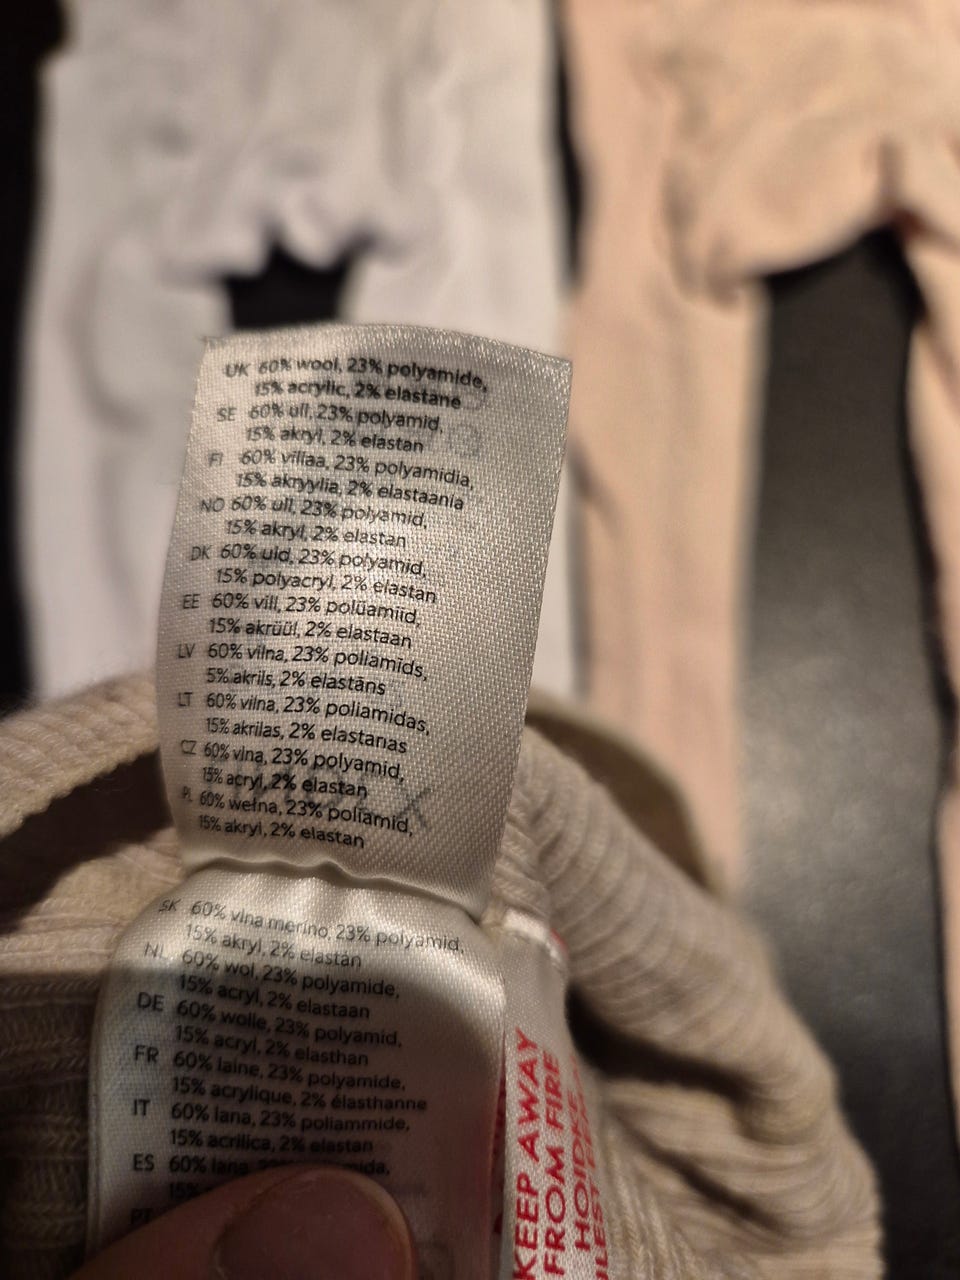 UK 60% wool, 23% polyamide,
15% acrylic, 2% elastane
SE 60% ull, 23% polyamid,
15% akryl, 2% elastan
FI 60% villaa, 23% polyamidia,
15% akryylia, 2% elastaania
NO 60% ull, 23% polyamid,
15% akryl, 2% elastan
DK 60% uld, 23% polyamid,
15% polyacryl, 2% elastan
EE 60% vill, 23% polüamiid,
15% akrüül, 2% elastaan
LV 60% vilna, 23% poliamids,
5% akrils, 2% elastāns
LT 60% vilna, 23% poliamidas,
15% akrilas, 2% elastanas
CZ 60% vlna, 23% polyamid,
15% acryl, 2% elastan
PL 60% wełna, 23% poliamid,
15% akryl, 2% elastan
SK 60% vlna merino, 23% polyamid,
15% akryl, 2% elastán
NL 60% wol, 23% polyamide,
15% acryl, 2% elastaan
DE 60% wolle, 23% polyamid,
15% acryl, 2% elasthan
FR 60% laine, 23% polyamide,
15% acrylique, 2% élasthanne
IT 60% lana, 23% poliammide,
15% acrilica, 2% elastan
ES 60% lana,
15%
PT
KEEP AWAY
FROM FIRE